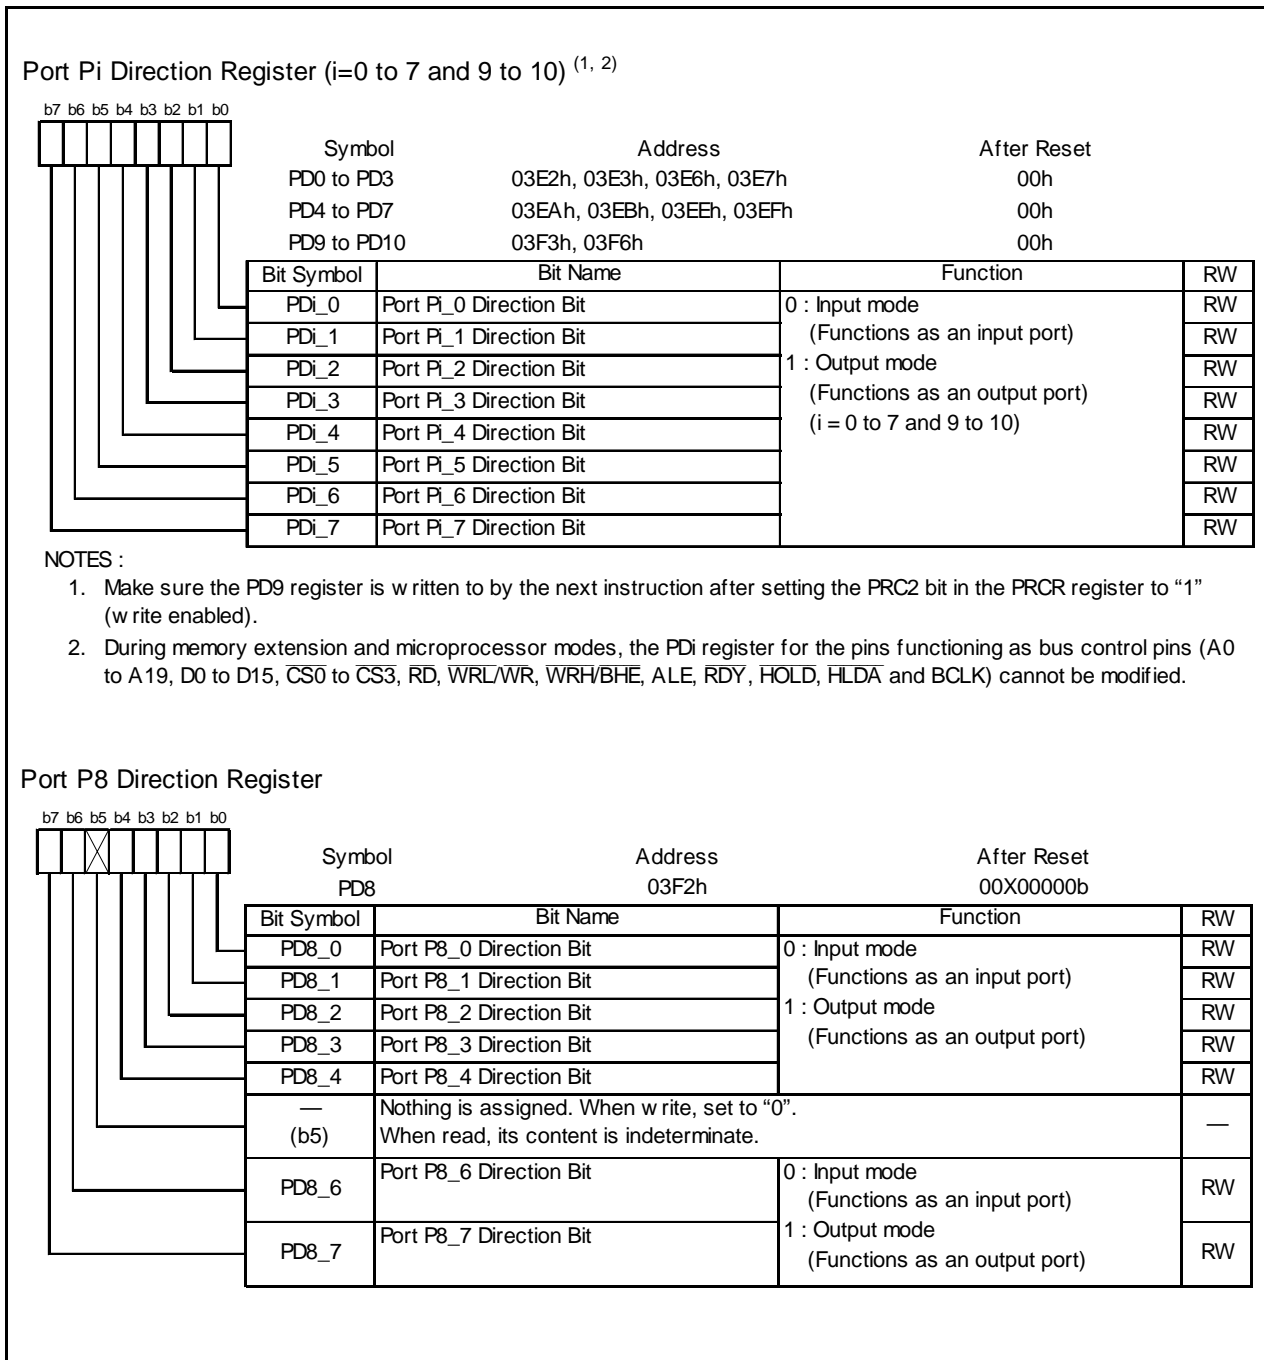 Port Pi Direction Register (i=0 to 7 and 9 to 10) (1, 2)
b7 b6 b5 b4 b3 b2 b1 b0
Symbol Address After Reset
PD0 to PD3 03E2h, 03E3h, 03E6h, 03E7h 00h
PD4 to PD7 03EAh, 03EBh, 03EEh, 03EFh 00h
PD9 to PD10 03F3h, 03F6h 00h
Bit Symbol Bit Name Function RW
PDi_0 Port Pi_0 Direction Bit 0 : Input mode RW
PDi_1 Port Pi_1 Direction Bit (Functions as an input port) RW
PDi_2 Port Pi_2 Direction Bit 1 : Output mode RW
PDi_3 Port Pi_3 Direction Bit (Functions as an output port) RW
PDi_4 Port Pi_4 Direction Bit (i = 0 to 7 and 9 to 10) RW
PDi_5 Port Pi_5 Direction Bit RW
PDi_6 Port Pi_6 Direction Bit RW
PDi_7 Port Pi_7 Direction Bit RW
NOTES :
1. Make sure the PD9 register is written to by the next instruction after setting the PRC2 bit in the PRCR register to “1”
(write enabled).
2. During memory extension and microprocessor modes, the PDi register for the pins functioning as bus control pins (A0
to A19, D0 to D15, CS0 to CS3, RD, WRL/WR, WRH/BHE, ALE, RDY, HOLD, HLDA and BCLK) cannot be modified.
Port P8 Direction Register
b7 b6 b5 b4 b3 b2 b1 b0
Symbol Address After Reset
PD8 03F2h 00X00000b
Bit Symbol Bit Name Function RW
PD8_0 Port P8_0 Direction Bit 0 : Input mode RW
PD8_1 Port P8_1 Direction Bit (Functions as an input port) RW
PD8_2 Port P8_2 Direction Bit 1 : Output mode RW
PD8_3 Port P8_3 Direction Bit (Functions as an output port) RW
PD8_4 Port P8_4 Direction Bit RW
— Nothing is assigned. When write, set to “0”. —
(b5) When read, its content is indeterminate.
PD8_6 Port P8_6 Direction Bit 0 : Input mode RW
(Functions as an input port)
PD8_7 Port P8_7 Direction Bit 1 : Output mode RW
(Functions as an output port)